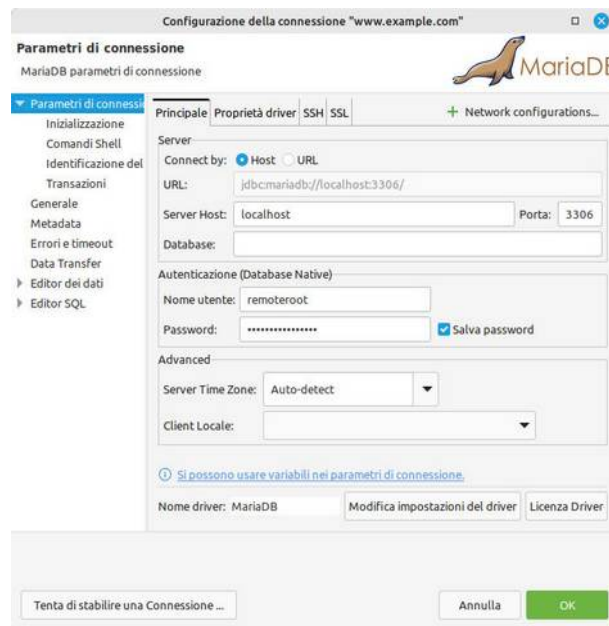 Configurazione della connessione "www.example.com"
Parametri di connessione
MariaDB parametri di connessione
MariaDB
Parametri di connessi
Inizializzazione
Comandi Shell
Identificazione del
Transazioni
Generale
Metadata
Errori e timeout
Data Transfer
Editor dei dati
Editor SQL
Principale Proprietà driver SSH SSL + Network configurations...
Server
Connect by: Host URL
URL: jdbc:mariadb://localhost:3306/
Server Host: localhost Porta: 3306
Database:
Autenticazione (Database Native)
Nome utente: remoteroot
Password: ••••••••••••••••
Salva password
Advanced
Server Time Zone: Auto-detect
Client Locale:
Si possono usare variabili nei parametri di connessione.
Nome driver: MariaDB Modifica impostazioni del driver Licenza Driver
Tenta di stabilire una Connessione ... Annulla OK